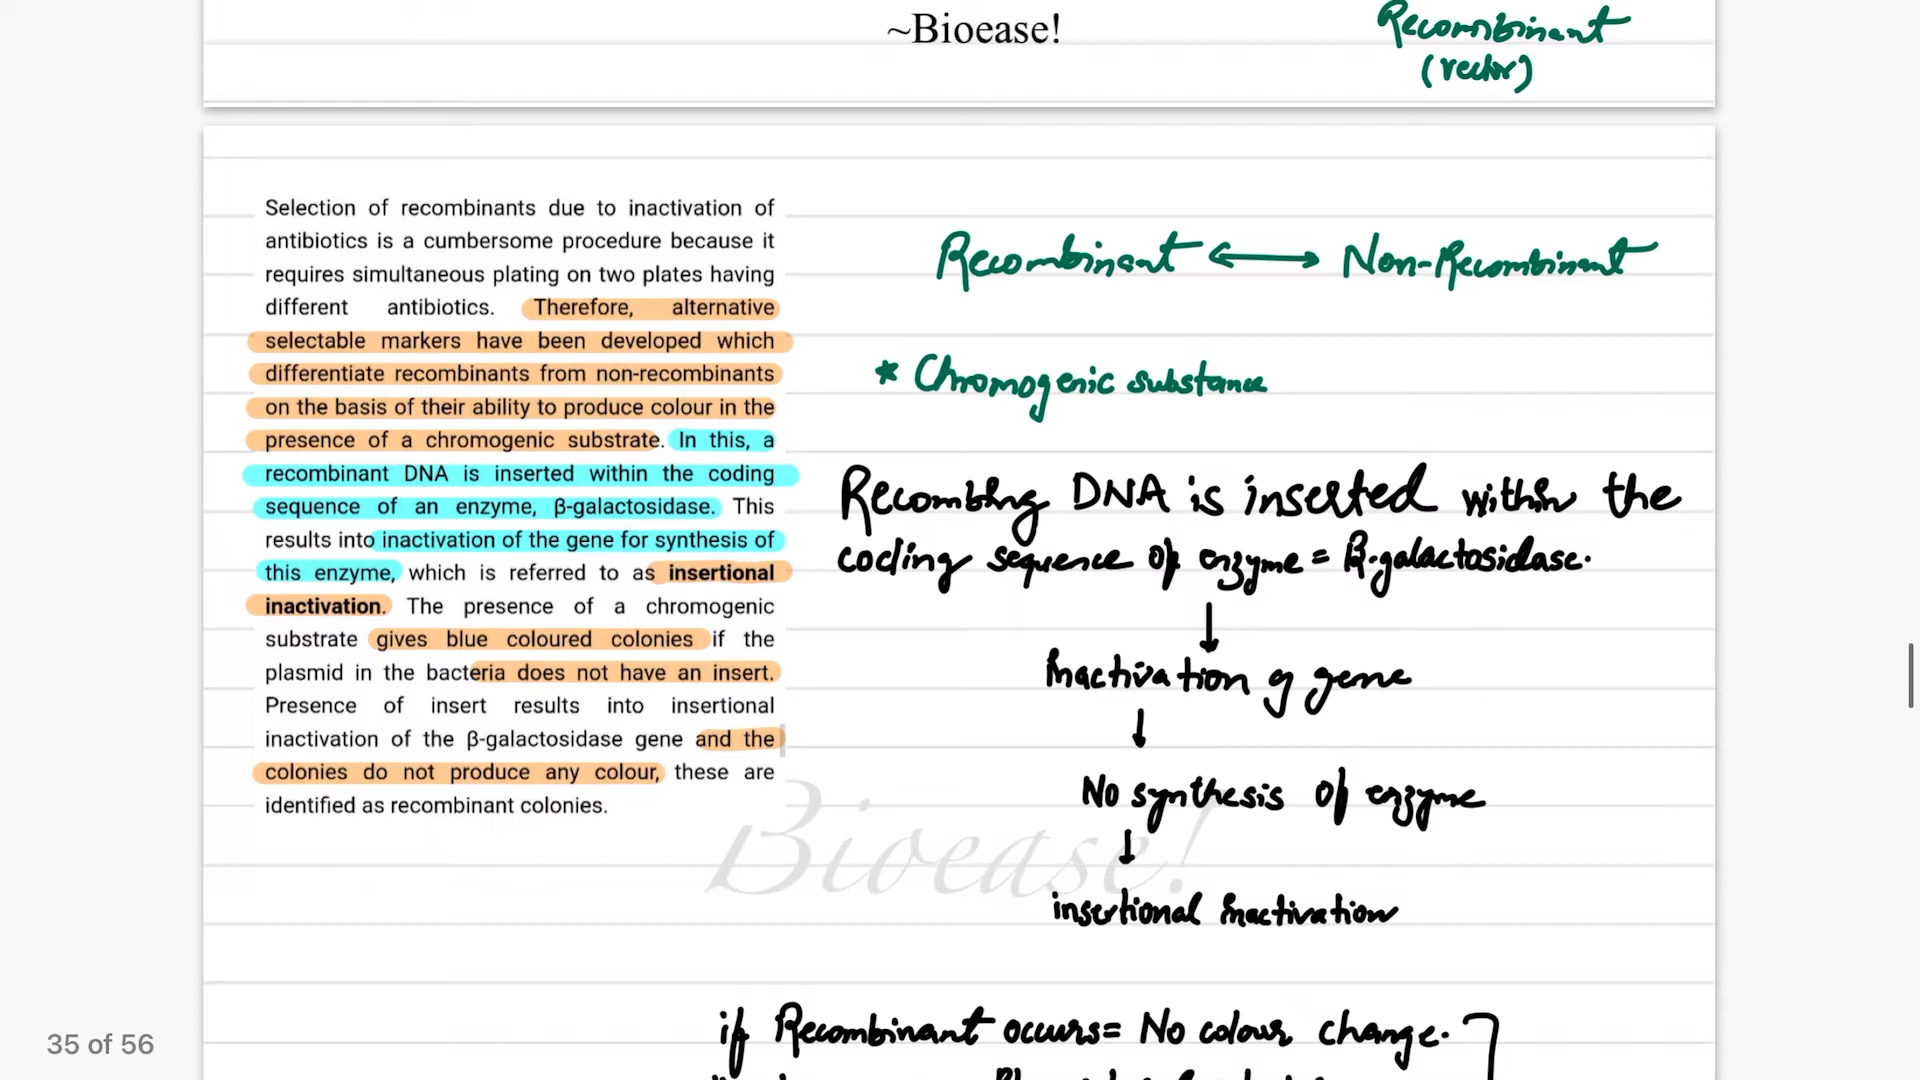 ~Bioease!
Recombinant
(vector)
Selection of recombinants due to inactivation of
antibiotics is a cumbersome procedure because it
requires simultaneous plating on two plates having
different antibiotics. Therefore, alternative
selectable markers have been developed which
differentiate recombinants from non-recombinants
on the basis of their ability to produce colour in the
presence of a chromogenic substrate. In this, a
recombinant DNA is inserted within the coding
sequence of an enzyme, β-galactosidase. This
results into inactivation of the gene for synthesis of
this enzyme, which is referred to as insertional
inactivation. The presence of a chromogenic
substrate gives blue coloured colonies if the
plasmid in the bacteria does not have an insert.
Presence of insert results into insertional
inactivation of the β-galactosidase gene and the
colonies do not produce any colour, these are
identified as recombinant colonies.
Recombinant ⟷ Non-Recombinant
* Chromogenic substance
DNA is inserted within the
coding sequence of enzyme = β-galactosidase.
↓
Inactivation of gene
↓
No synthesis of enzyme
↓
insertional inactivation
Bioease!
if Recombinant occurs = No colour change.
35 of 56